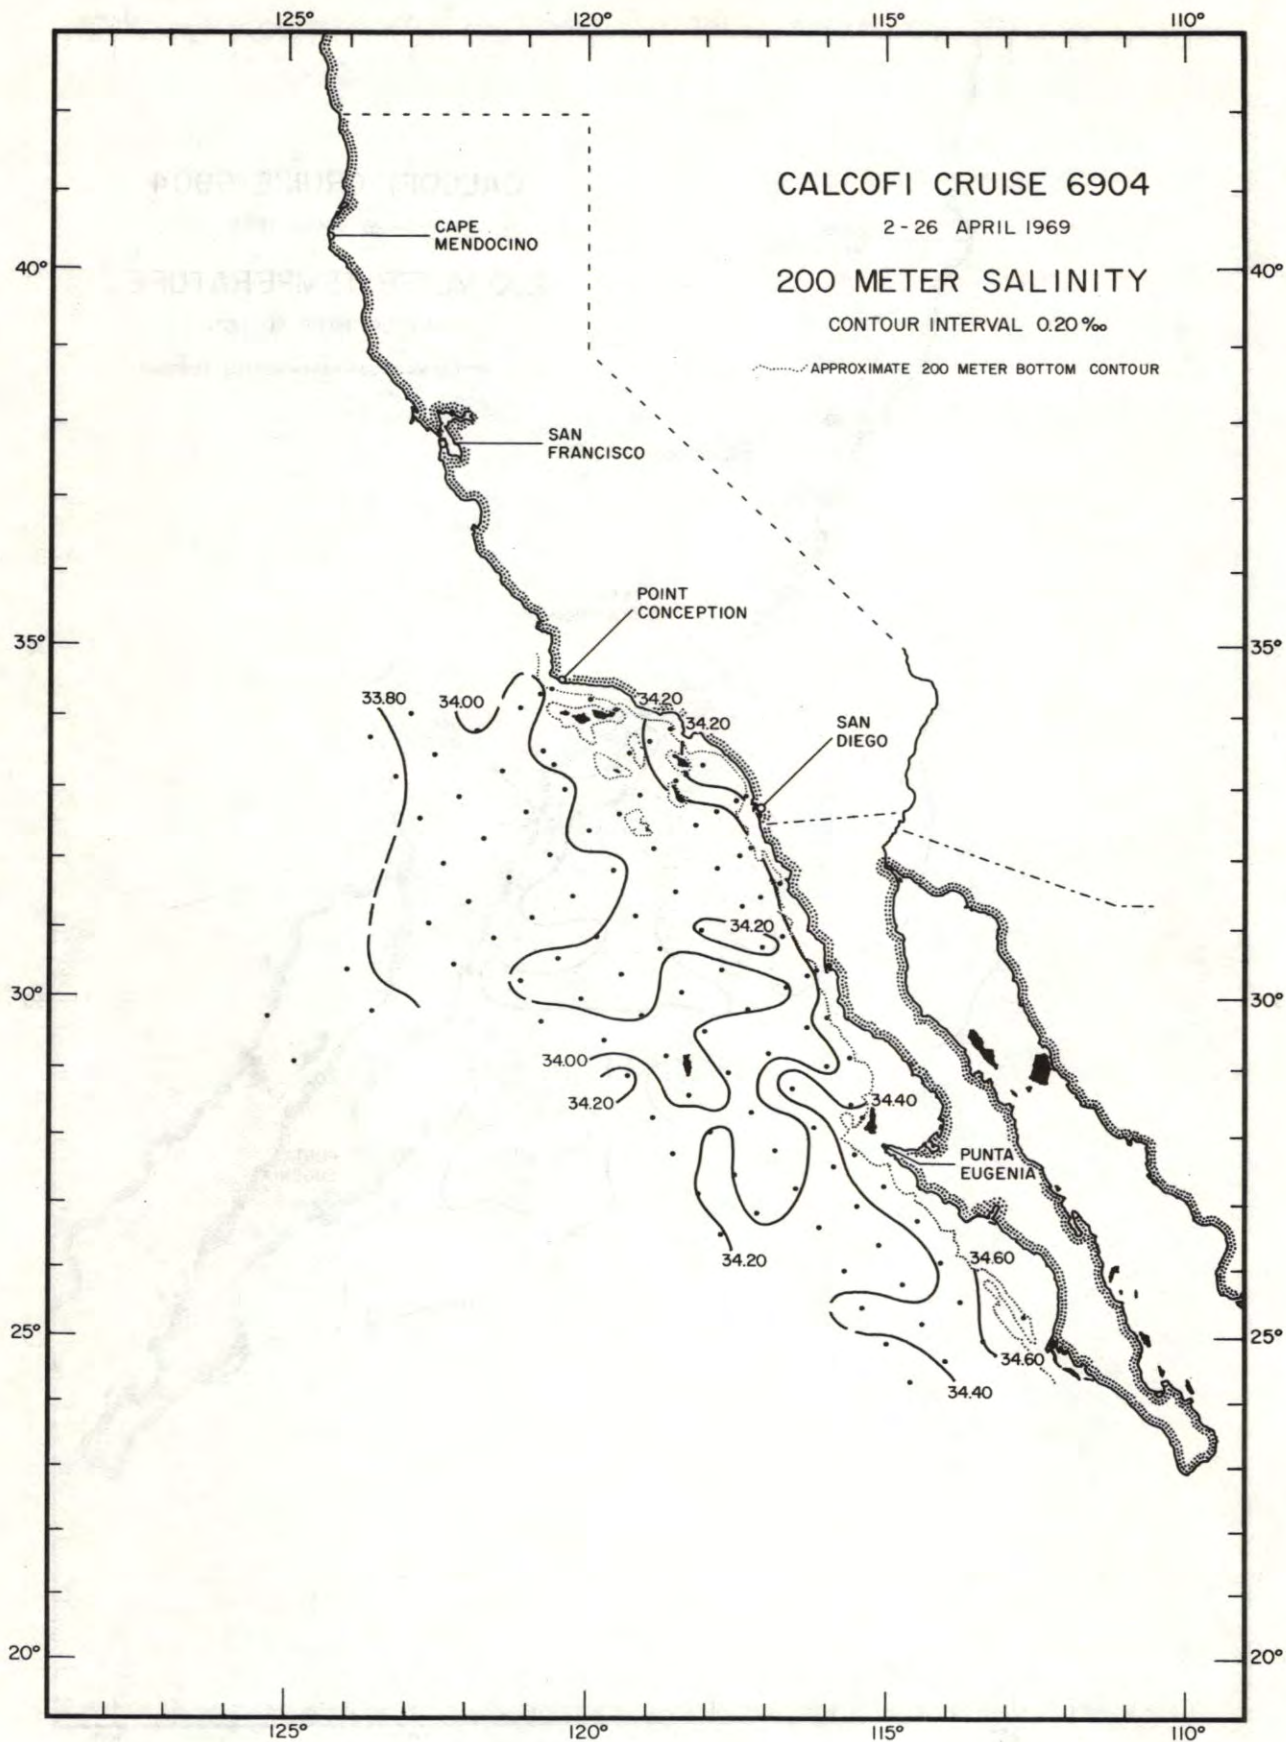 125° 120° 115° 110°
CALCOFI CRUISE 6904
2-26 APRIL 1969
200 METER SALINITY
CONTOUR INTERVAL 0.20‰
APPROXIMATE 200 METER BOTTOM CONTOUR
CAPE
MENDOCINO
40° 40°
SAN
FRANCISCO
POINT
CONCEPTION
35° 35°
33.80 34.00 34.20
34.20
SAN
DIEGO
34.20
30° 30°
34.00
34.20
34.40
PUNTA
EUGENIA
34.20
34.60
25° 25°
34.60
34.40
20° 20°
125° 120° 115° 110°